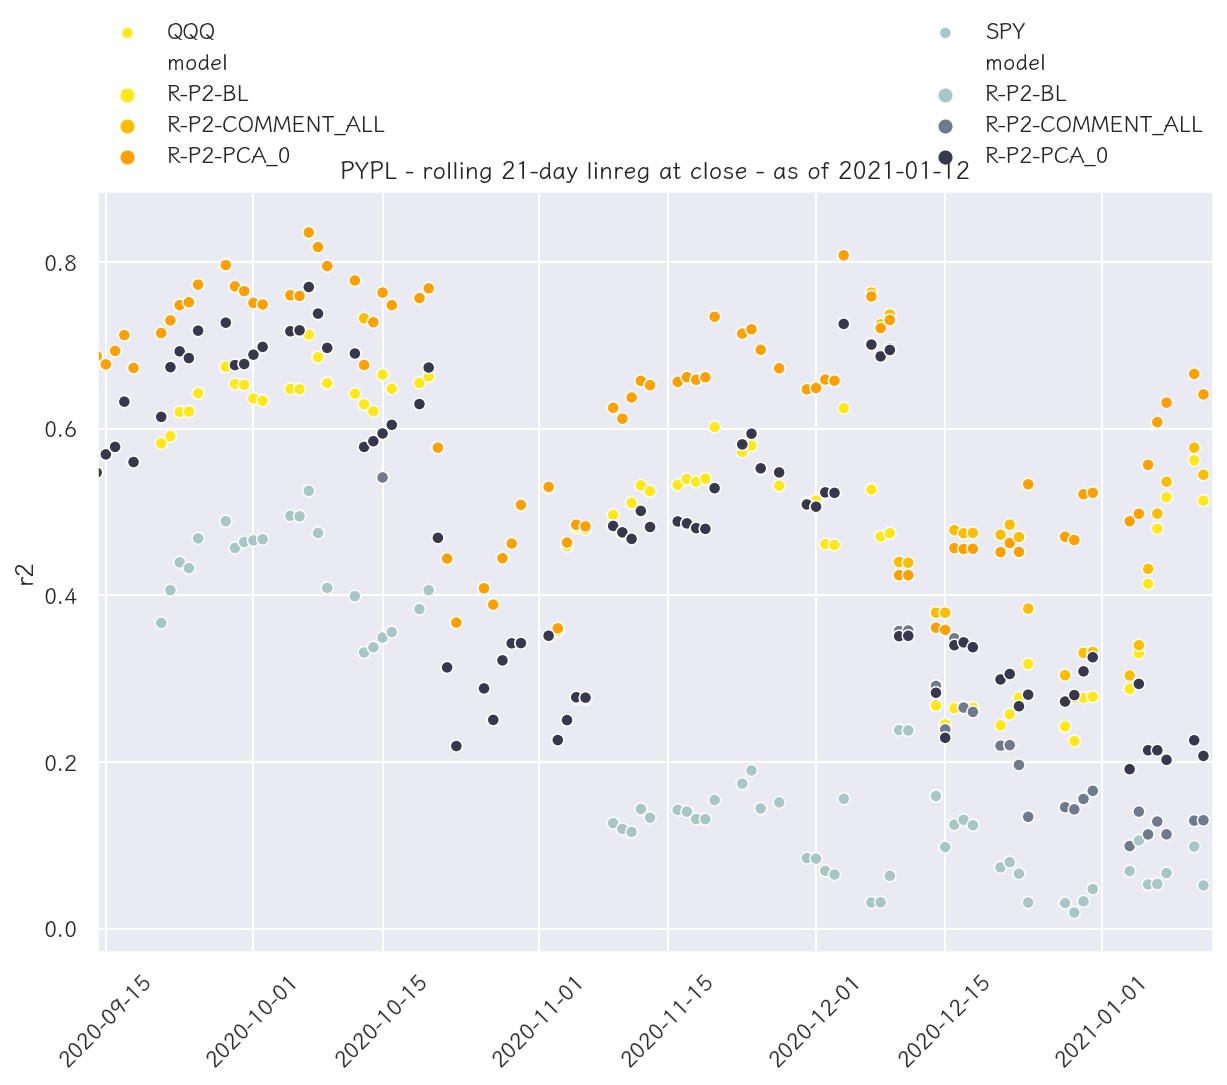 QQQ
model
R-P2-BL
R-P2-COMMENT_ALL
R-P2-PCA_0
SPY
model
R-P2-BL
R-P2-COMMENT_ALL
R-P2-PCA_0
PYPL - rolling 21-day linreg at close - as of 2021-01-12
r2
0.8
0.6
0.4
0.2
0.0
2020-09-15
2020-10-01
2020-10-15
2020-11-01
2020-11-15
2020-12-01
2020-12-15
2021-01-01